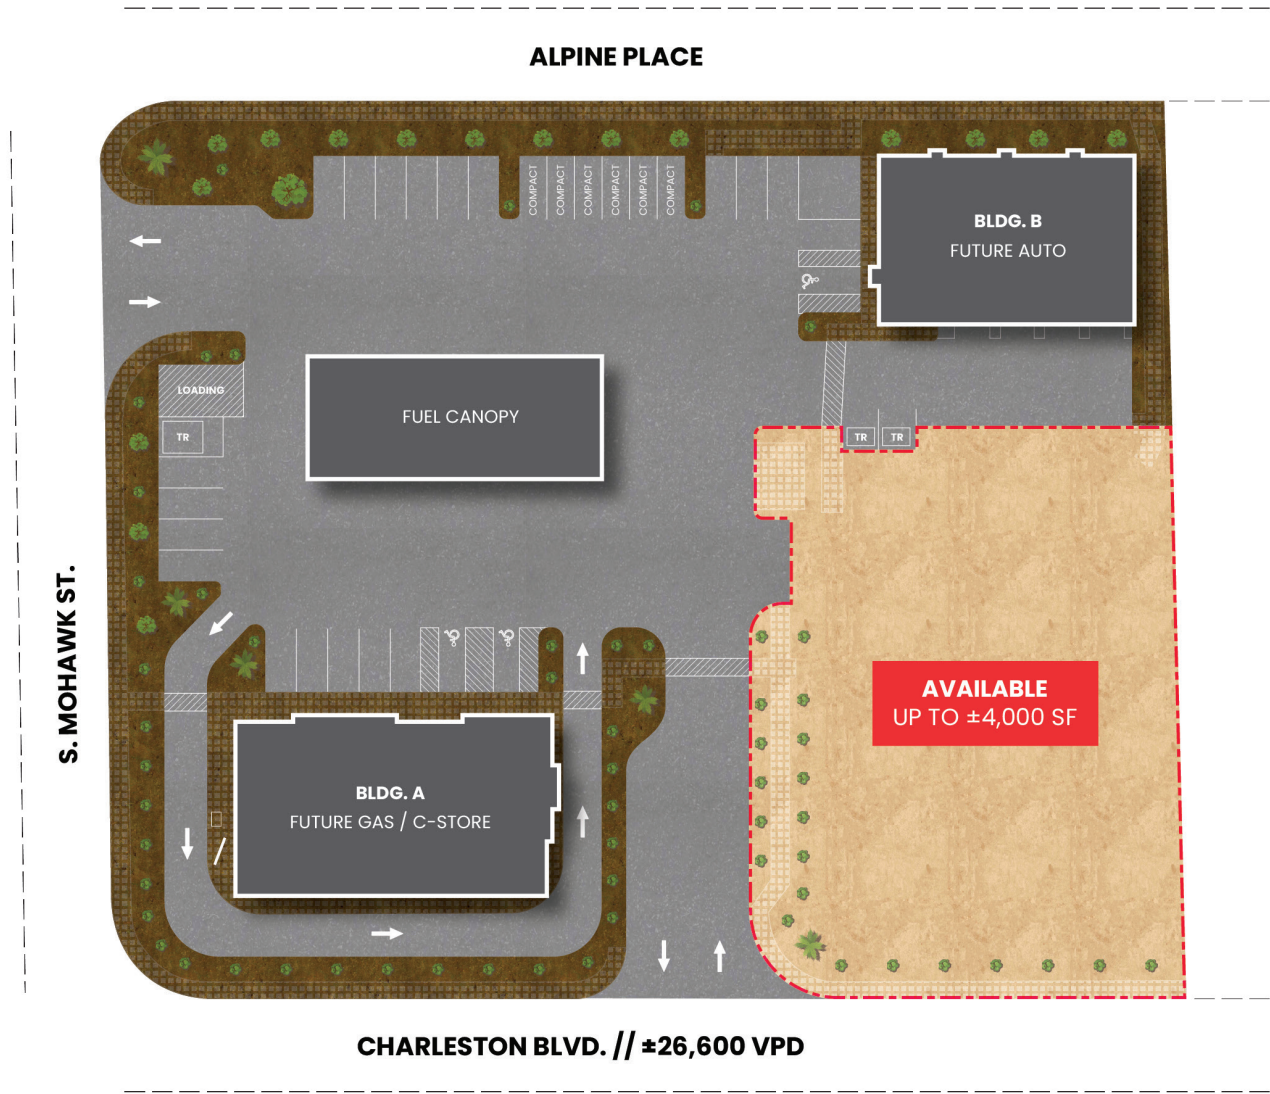 ALPINE PLACE
COMPACT
COMPACT
COMPACT
COMPACT
COMPACT
COMPACT
BLDG. B
FUTURE AUTO
LOADING
TR
FUEL CANOPY
TR
TR
S. MOHAWK ST.
AVAILABLE
UP TO ±4,000 SF
BLDG. A
FUTURE GAS / C-STORE
CHARLESTON BLVD. // ±26,600 VPD